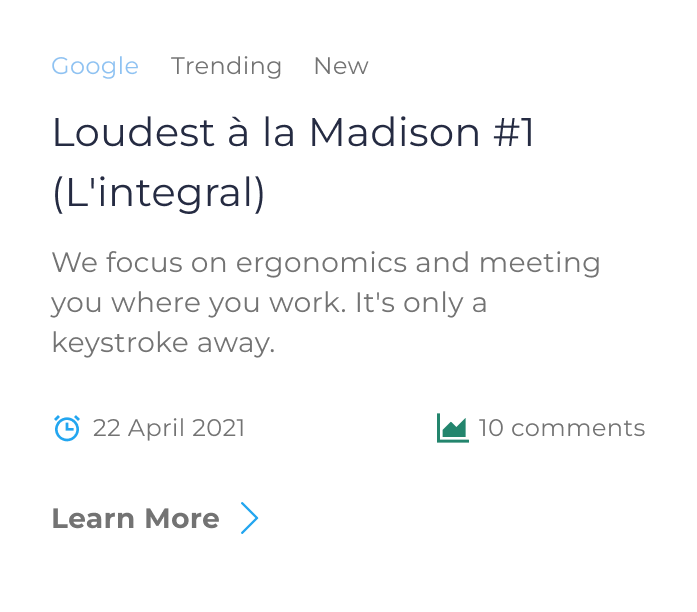 Google Trending New
Loudest à la Madison #1
(L'integral)
We focus on ergonomics and meeting
you where you work. It's only a
keystroke away.
22 April 2021 10 comments
Learn More